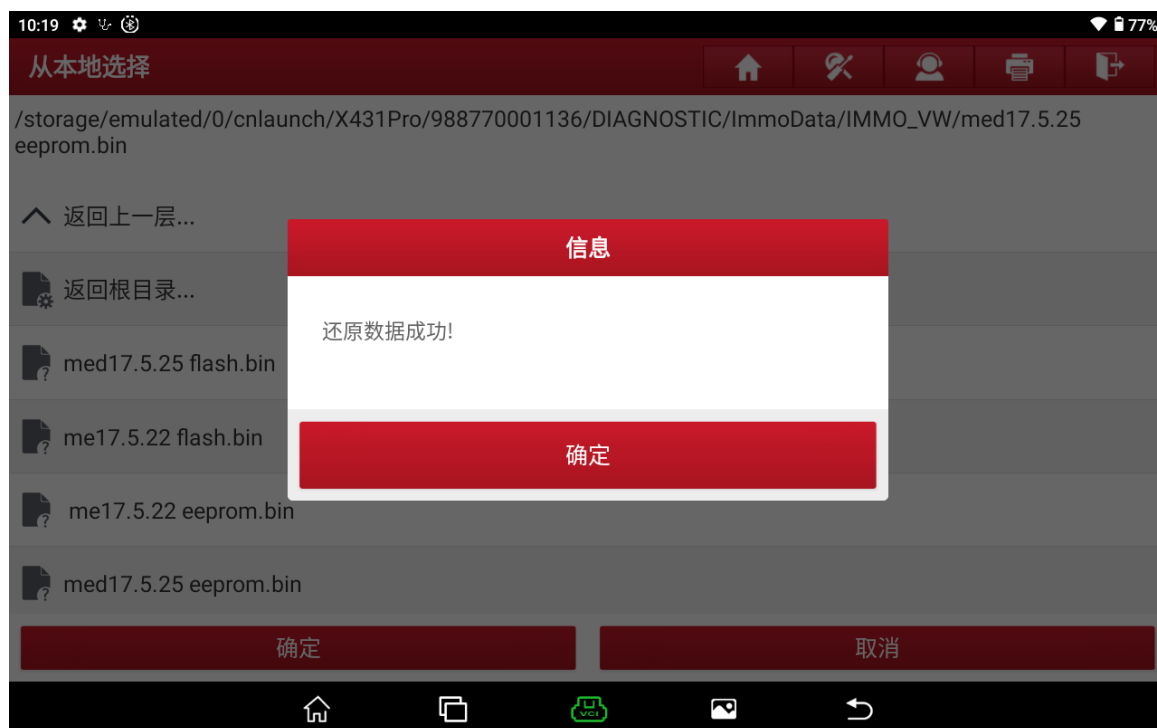 10:19
77%
从本地选择
/storage/emulated/0/cnlaunch/X431Pro/988770001136/DIAGNOSTIC/ImmoData/IMMO_VW/med17.5.25
eeprom.bin
返回上一层...
信息
返回根目录...
还原数据成功!
med17.5.25 flash.bin
me17.5.22 flash.bin
确定
me17.5.22 eeprom.bin
med17.5.25 eeprom.bin
确定
取消
VCI